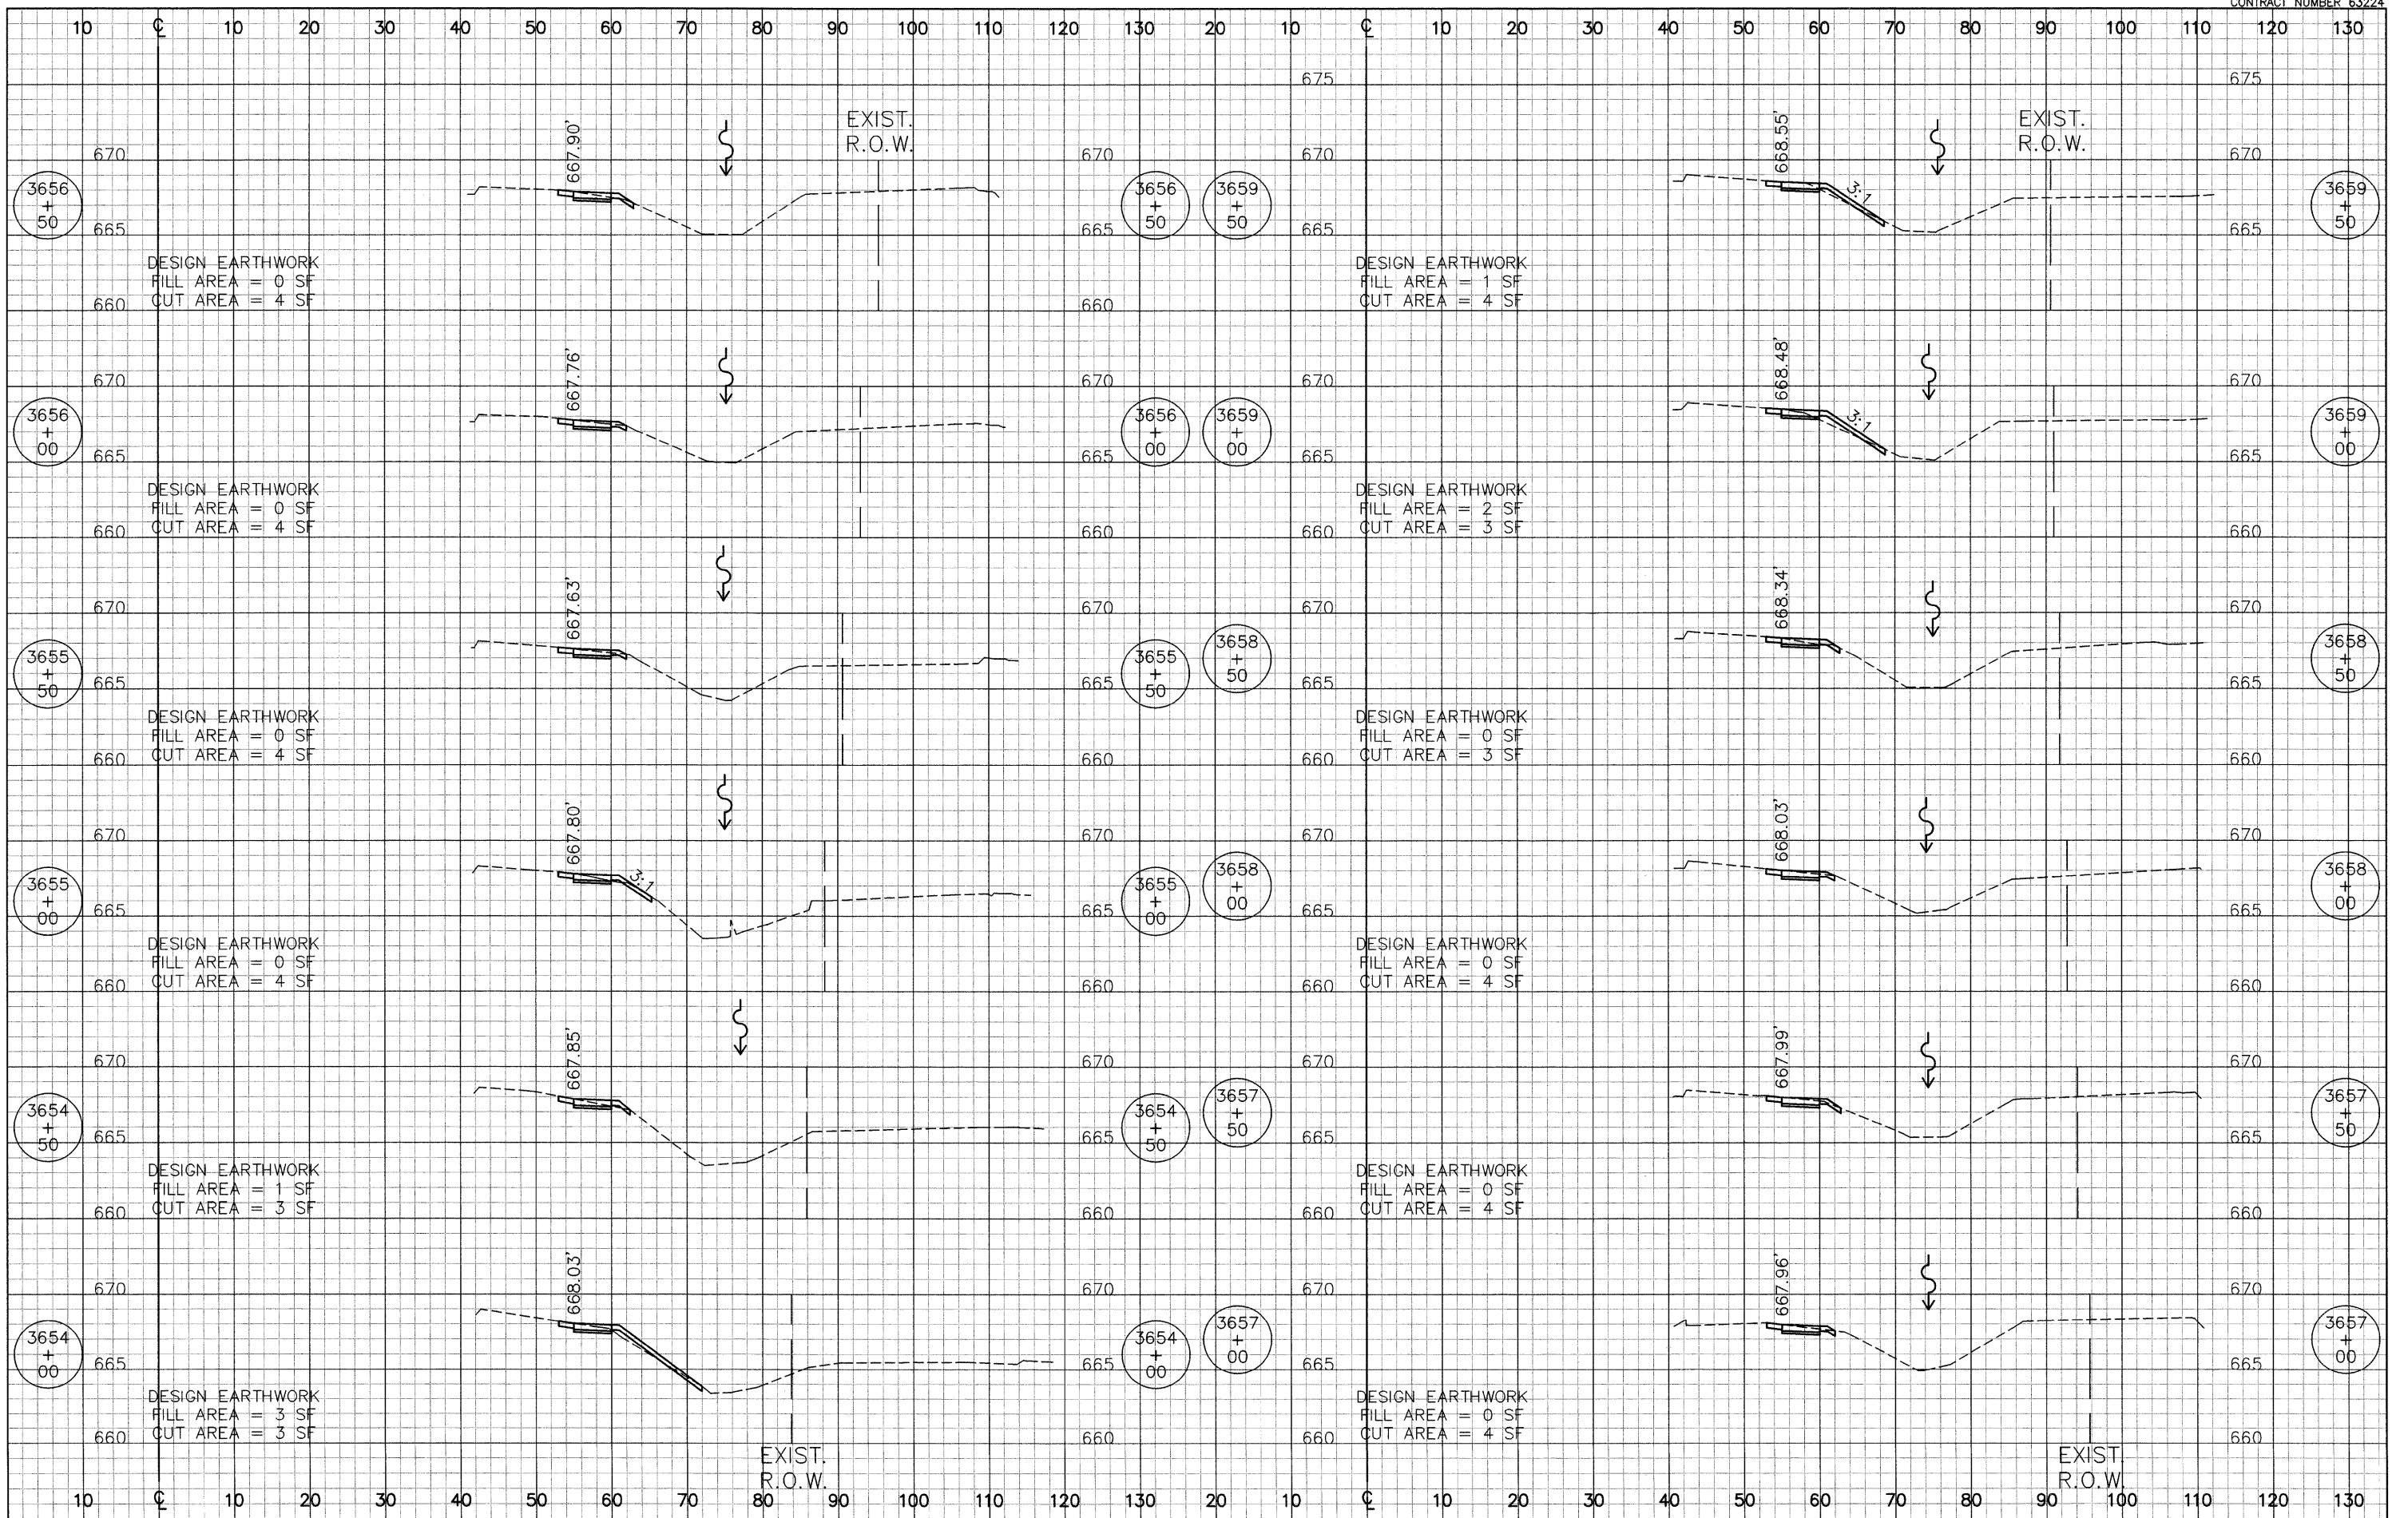 CONTRACT NUMBER 63224
10 ℄ 10 20 30 40 50 60 70 80 90 100 110 130 20 10 ℄ 40 50 60 70 80 90 100 110 120 130
675 675
EXIST.
R.O.W.
EXIST.
R.O.W.
667.90' 668.55'
670 670 670 670
3656 + 50
3656 + 50
3659 + 50
3659 + 50
3:1
665 665 665 665
DESIGN EARTHWORK
FILL AREA = 0 SF
CUT AREA = 4 SF
DESIGN EARTHWORK
FILL AREA = 1 SF
CUT AREA = 4 SF
660 660 660 660
667.76' 668.48'
670 670 670 670
3656 + 00
3656 + 00
3659 + 00
3659 + 00
3:1
665 665 665 665
DESIGN EARTHWORK
FILL AREA = 0 SF
CUT AREA = 4 SF
DESIGN EARTHWORK
FILL AREA = 2 SF
CUT AREA = 3 SF
660 660 660 660
667.63' 668.34'
670 670 670 670
3655 + 50
3655 + 50
3658 + 50
3658 + 50
665 665 665 665
DESIGN EARTHWORK
FILL AREA = 0 SF
CUT AREA = 4 SF
DESIGN EARTHWORK
FILL AREA = 0 SF
CUT AREA = 3 SF
660 660 660 660
667.80' 668.03'
670 670 670 670
3655 + 00
3655 + 00
3658 + 00
3658 + 00
3:1
665 665 665 665
DESIGN EARTHWORK
FILL AREA = 0 SF
CUT AREA = 4 SF
DESIGN EARTHWORK
FILL AREA = 0 SF
CUT AREA = 4 SF
660 660 660 660
667.85' 667.99'
670 670 670 670
3654 + 50
3654 + 50
3657 + 50
3657 + 50
665 665 665 665
DESIGN EARTHWORK
FILL AREA = 1 SF
CUT AREA = 3 SF
DESIGN EARTHWORK
FILL AREA = 0 SF
CUT AREA = 4 SF
660 660 660 660
668.03' 667.96'
670 670 670 670
3654 + 00
3654 + 00
3657 + 00
3657 + 00
665 665 665 665
DESIGN EARTHWORK
FILL AREA = 3 SF
CUT AREA = 3 SF
DESIGN EARTHWORK
FILL AREA = 0 SF
CUT AREA = 4 SF
660 660 660 660
EXIST.
R.O.W.
EXIST.
R.O.W.
10 ℄ 10 20 30 40 50 60 70 80 90 100 110 130 20 10 ℄ 10 20 40 50 60 70 80 90 100 110 120 130